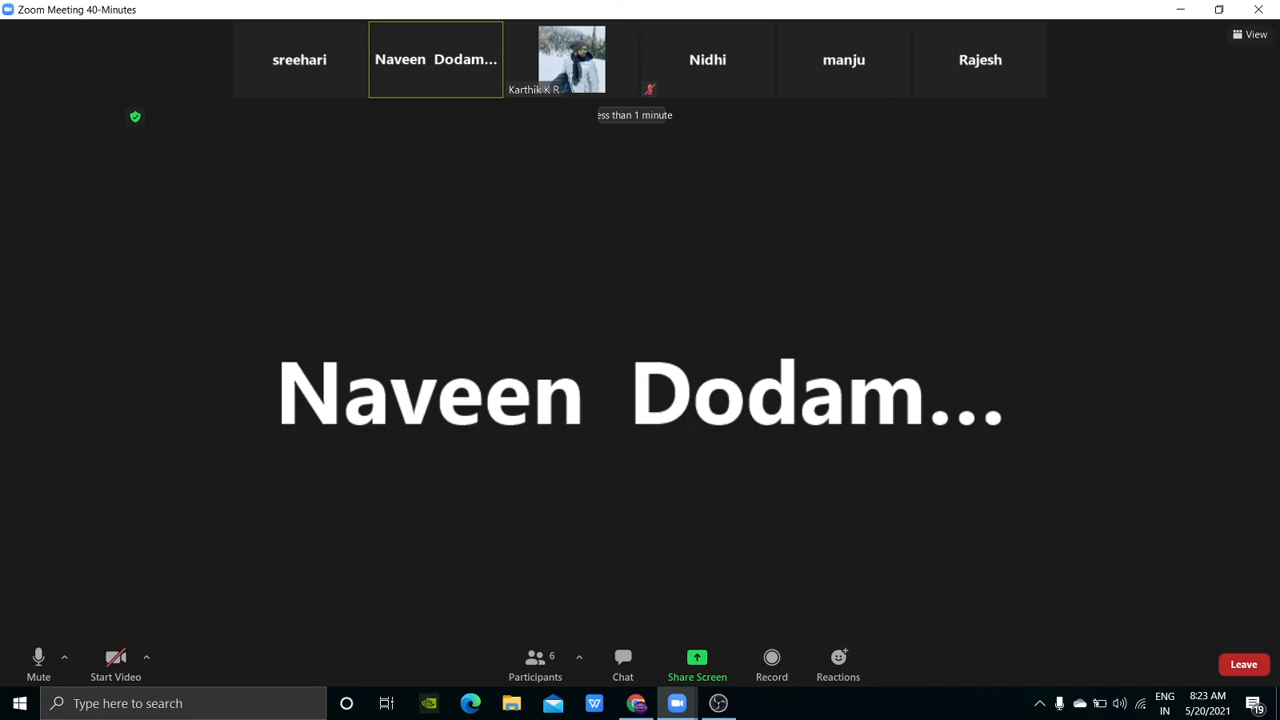 Zoom Meeting 40-Minutes
View
sreehari
Naveen Dodam...
Karthik K R
Nidhi
manju
Rajesh
ess than 1 minute
Naveen Dodam...
Mute
Start Video
6
Participants
Chat
Share Screen
Record
Reactions
Leave
Type here to search
ENG
IN
8:23 AM
5/20/2021
19